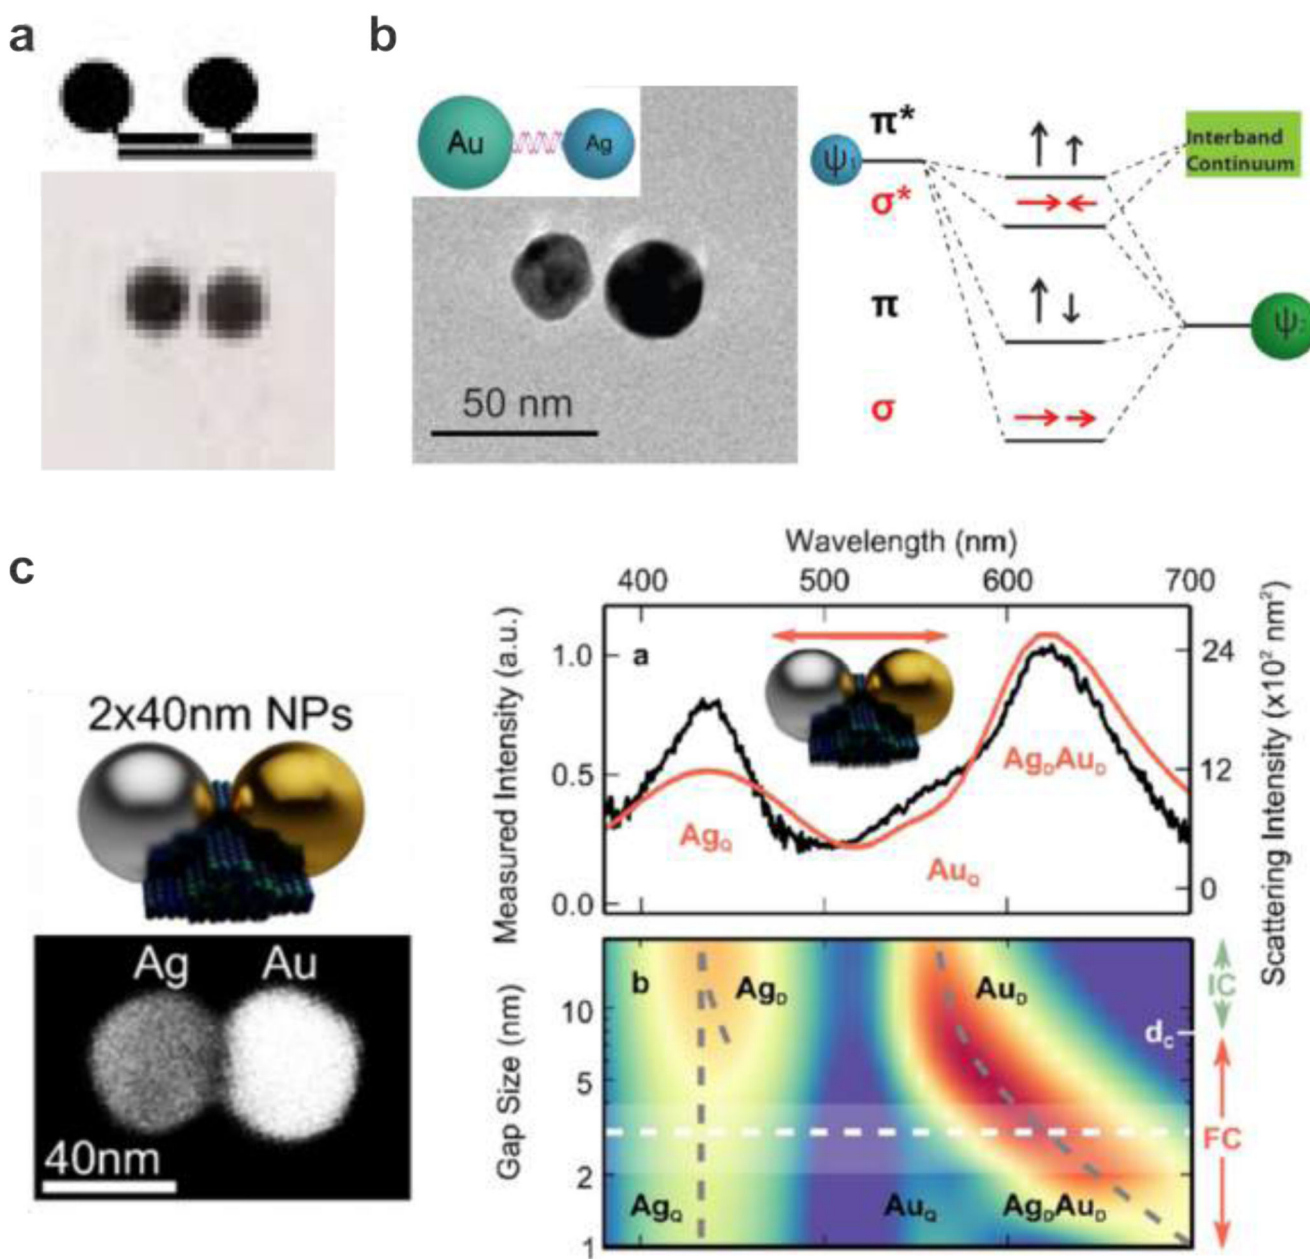 a
b
Au
Ag
50 nm
π*
σ*
π
σ
ψ₁
Interband
Continuum
ψ₂
c
2x40nm NPs
Ag
Au
40nm
Wavelength (nm)
400
500
600
700
Measured Intensity (a.u.)
1.0
0.5
0.0
a
Ag_Q
Au_Q
Ag_DAu_D
24
12
0
Scattering Intensity (x10² nm²)
Gap Size (nm)
10
5
2
1
b
Ag_D
Au_D
Ag_Q
Au_Q
Ag_DAu_D
IC
d_c
FC